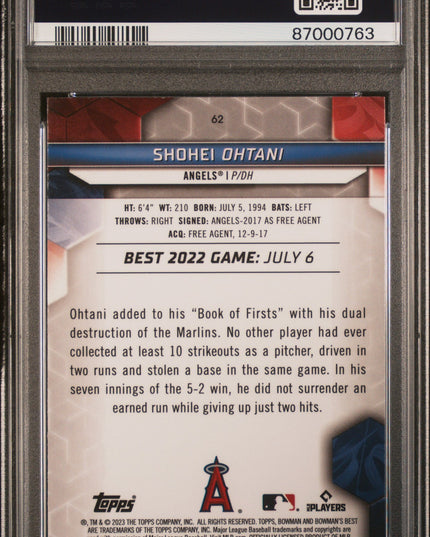 87000763
62
SHOHEI OHTANI
ANGELS® | P/DH
HT: 6'4" WT: 210 BORN: JULY 5, 1994 BATS: LEFT
THROWS: RIGHT SIGNED: ANGELS-2017 AS FREE AGENT
ACQ: FREE AGENT, 12-9-17
BEST 2022 GAME: JULY 6
Ohtani added to his “Book of Firsts” with his dual
destruction of the Marlins. No other player had ever
collected at least 10 strikeouts as a pitcher, driven in
two runs and stolen a base in the same game. In his
seven innings of the 5-2 win, he did not surrender an
earned run while giving up just two hits.
Topps A PLAYERS
®, TM & © 2023 THE TOPPS COMPANY, INC. ALL RIGHTS RESERVED. TOPPS, BOWMAN AND BOWMAN'S BEST
ARE TRADEMARKS OF THE TOPPS COMPANY, INC. Major League Baseball trademarks and copyrights are